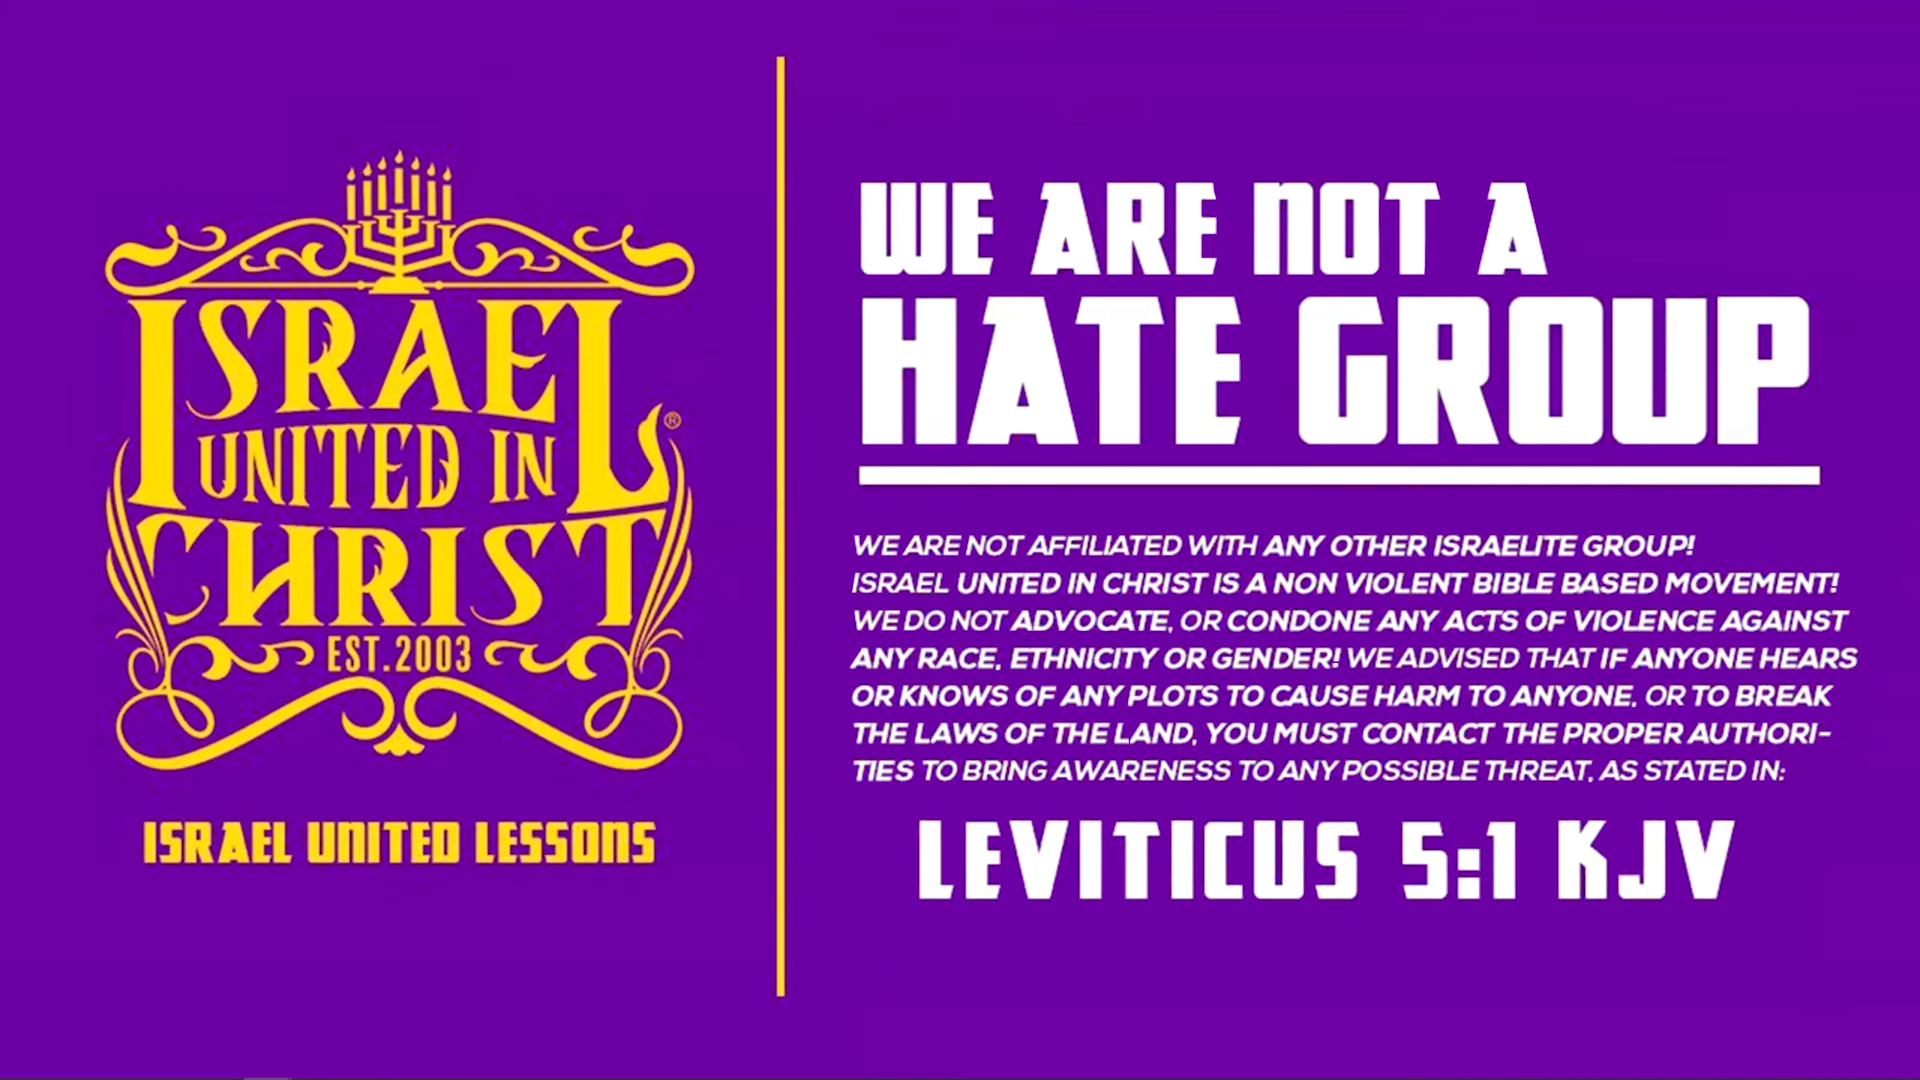 ISRAEL
UNITED IN
CHRIST
®
EST.2003
ISRAEL UNITED LESSONS
WE ARE NOT A
HATE GROUP
WE ARE NOT AFFILIATED WITH ANY OTHER ISRAELITE GROUP!
ISRAEL UNITED IN CHRIST IS A NON VIOLENT BIBLE BASED MOVEMENT!
WE DO NOT ADVOCATE, OR CONDONE ANY ACTS OF VIOLENCE AGAINST
ANY RACE, ETHNICITY OR GENDER! WE ADVISED THAT IF ANYONE HEARS
OR KNOWS OF ANY PLOTS TO CAUSE HARM TO ANYONE, OR TO BREAK
THE LAWS OF THE LAND, YOU MUST CONTACT THE PROPER AUTHORI-
TIES TO BRING AWARENESS TO ANY POSSIBLE THREAT, AS STATED IN:
LEVITICUS 5:1 KJV